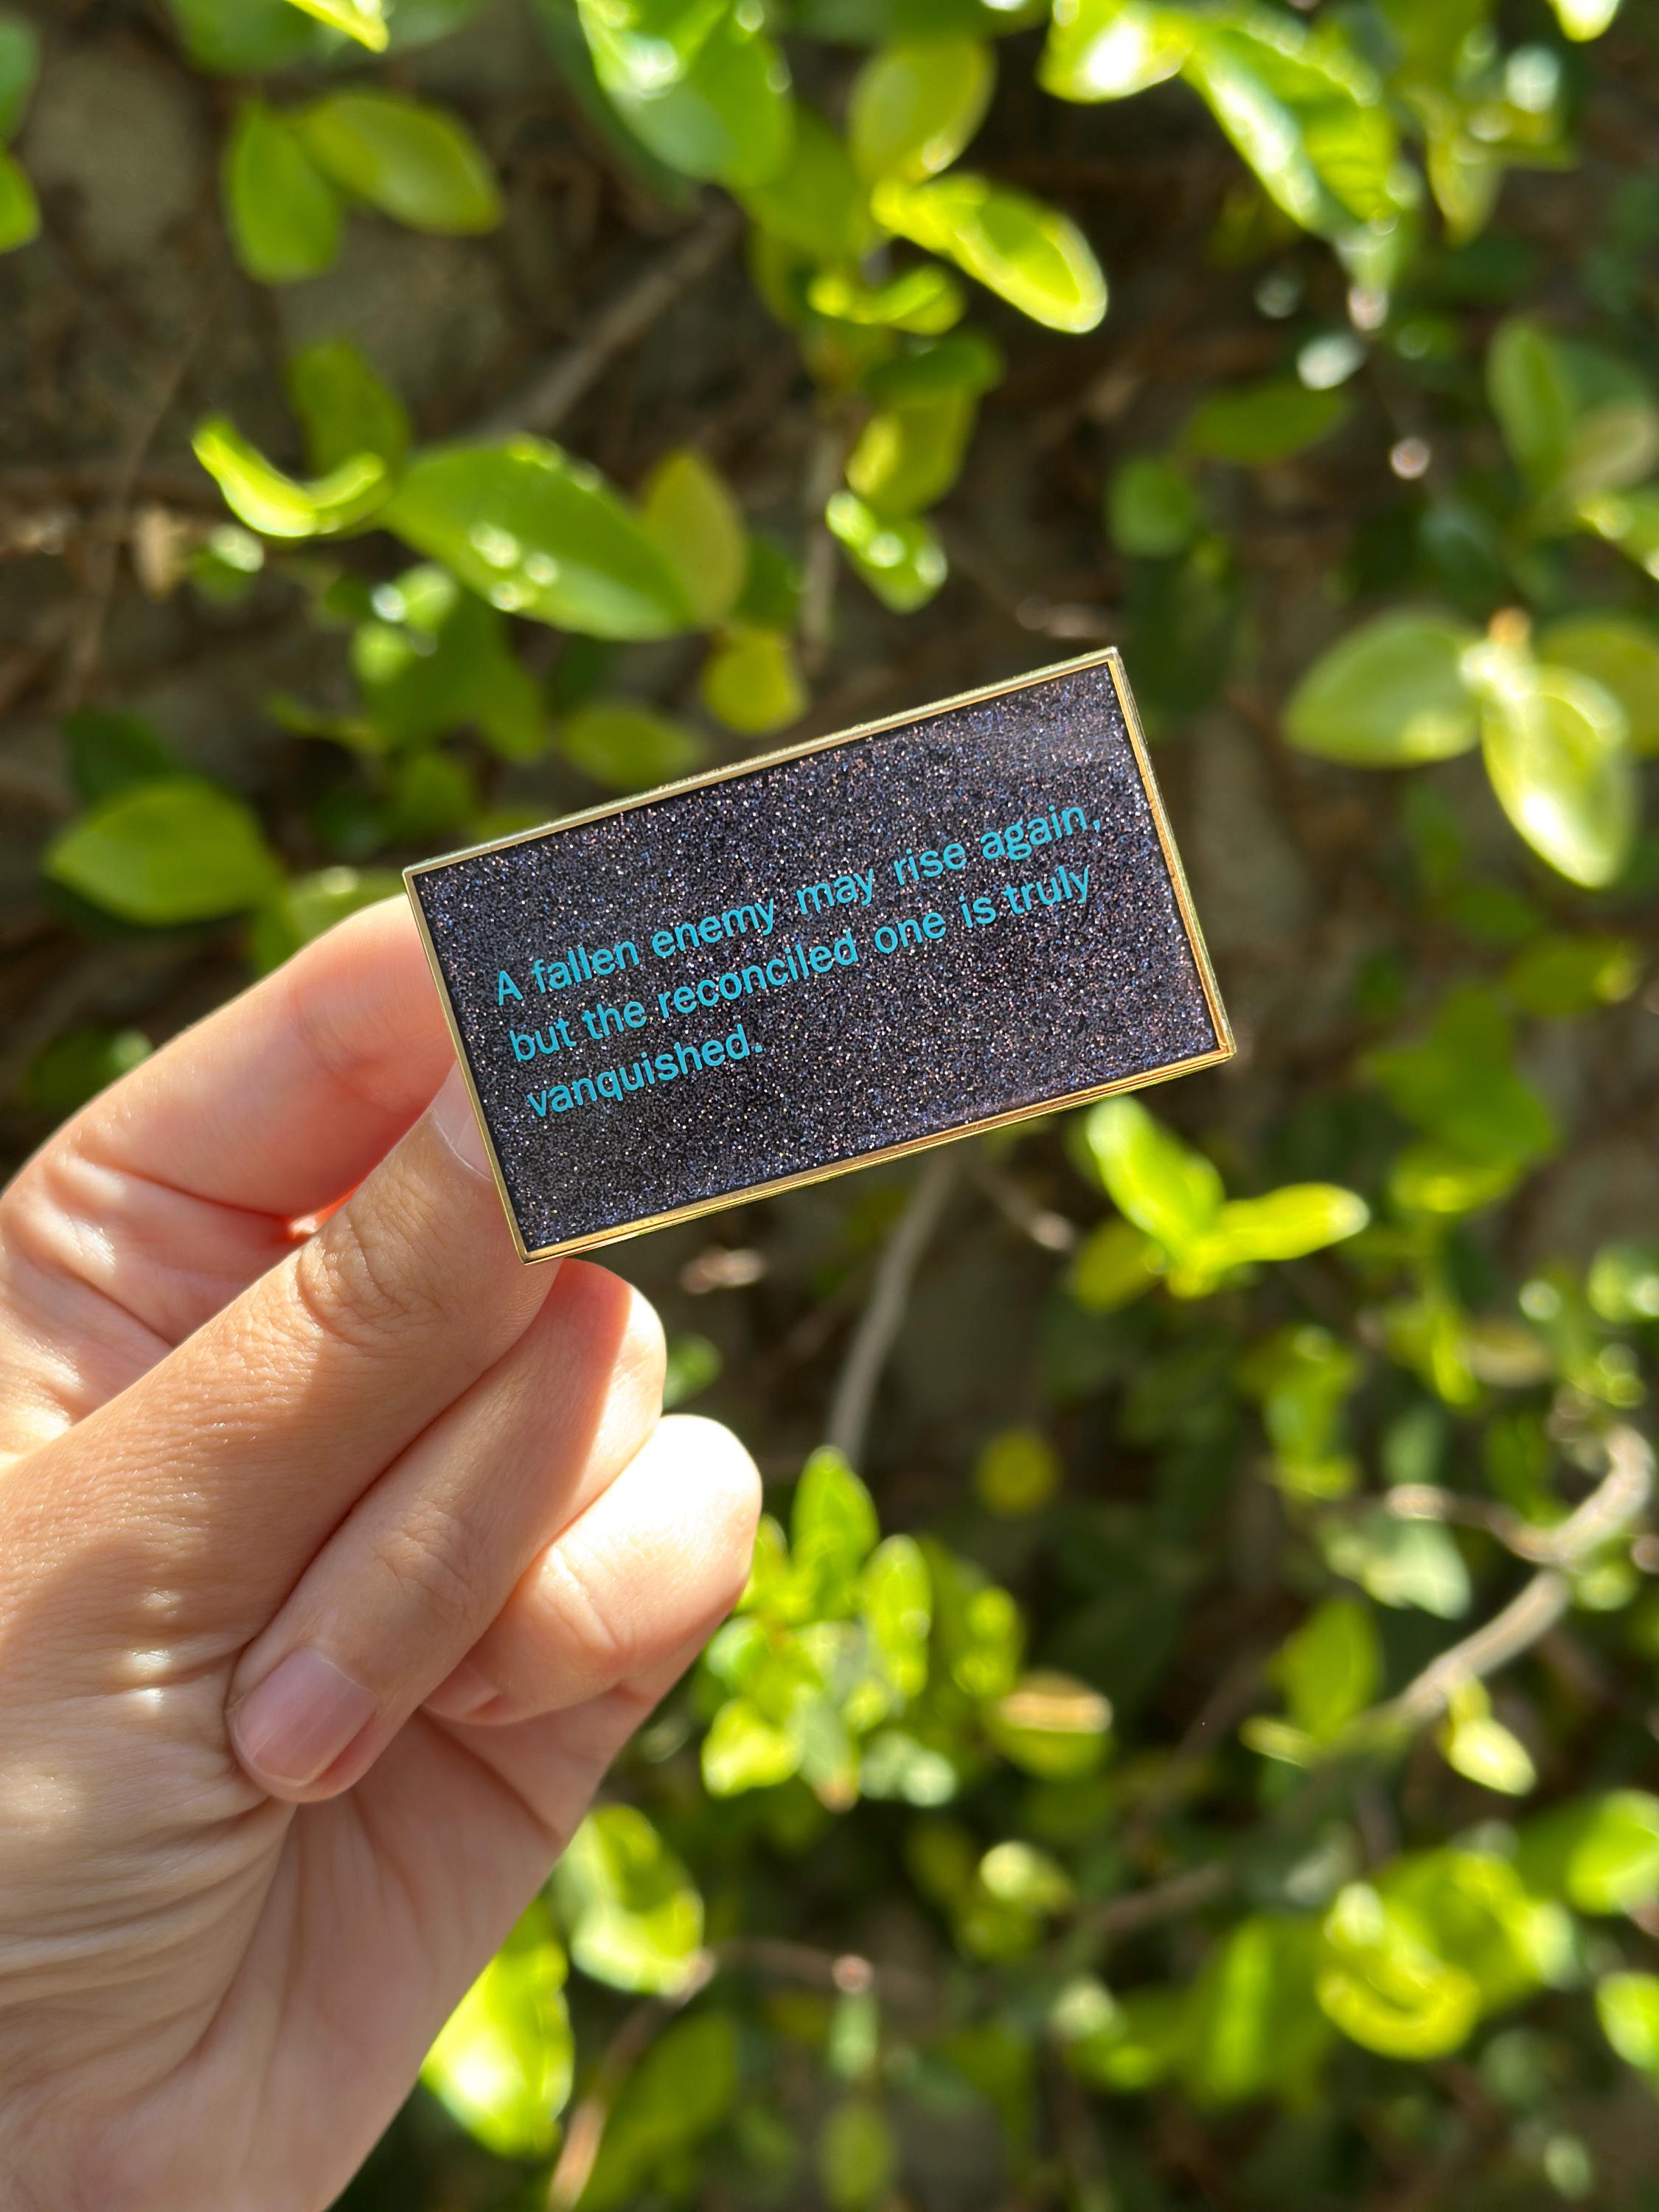 A fallen enemy may rise again,
but the reconciled one is truly
vanquished.